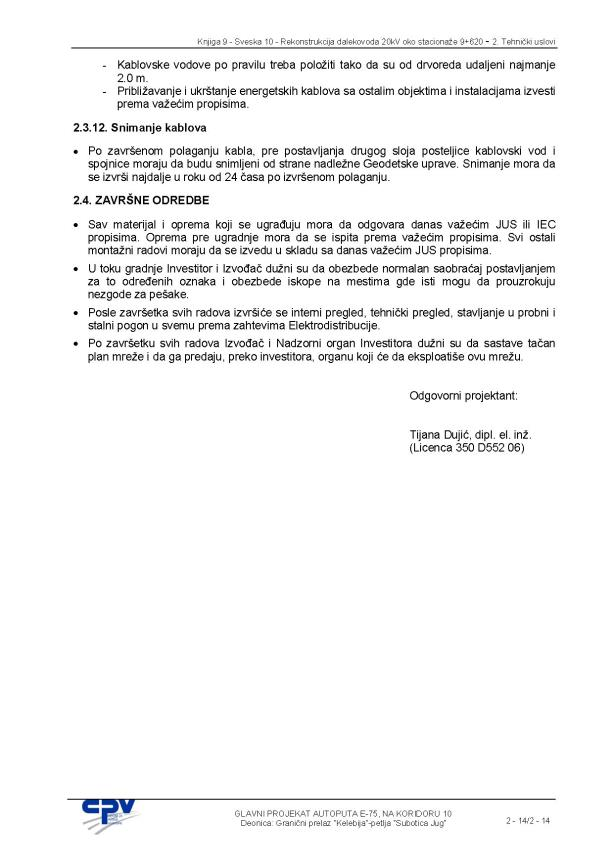 Knjiga 9 - Sveska 10 - Rekonstrukcija dalekovoda 20kV oko stacionaže 9+620 - 2. Tehnički uslovi
- Kablovske vodove po pravilu treba položiti tako da su od drvoreda udaljeni najmanje
2.0 m.
- Približavanje i ukrštanje energetskih kablova sa ostalim objektima i instalacijama izvesti
prema važećim propisima.
2.3.12. Snimanje kablova
• Po završenom polaganju kabla, pre postavljanja drugog sloja posteljice kablovski vod i
spojnice moraju da budu snimljeni od strane nadležne Geodetske uprave. Snimanje mora da
se izvrši najdalje u roku od 24 časa po izvršenom polaganju.
2.4. ZAVRŠNE ODREDBE
• Sav materijal i oprema koji se ugrađuju mora da odgovara danas važećim JUS ili IEC
propisima. Oprema pre ugradnje mora da se ispita prema važećim propisima. Svi ostali
montažni radovi moraju da se izvedu u skladu sa danas važećim JUS propisima.
• U toku gradnje Investitor i Izvođač dužni su da obezbede normalan saobraćaj postavljanjem
za to određenih oznaka i obezbede iskope na mestima gde isti mogu da prouzrokuju
nezgode za pešake.
• Posle završetka svih radova izvršiće se interni pregled, tehnički pregled, stavljanje u probni i
stalni pogon u svemu prema zahtevima Elektrodistribucije.
• Po završetku svih radova Izvođač i Nadzorni organ Investitora dužni su da sastave tačan
plan mreže i da ga predaju, preko investitora, organu koji će da eksploatiše ovu mrežu.
Odgovorni projektant:
Tijana Dujić, dipl. el. inž.
(Licenca 350 D552 06)
CPV
GLAVNI PROJEKAT AUTOPUTA E-75, NA KORIDORU 10
Deonica: Granični prelaz "Kelebija"-petlja "Subotica Jug"
2 - 14/2 - 14